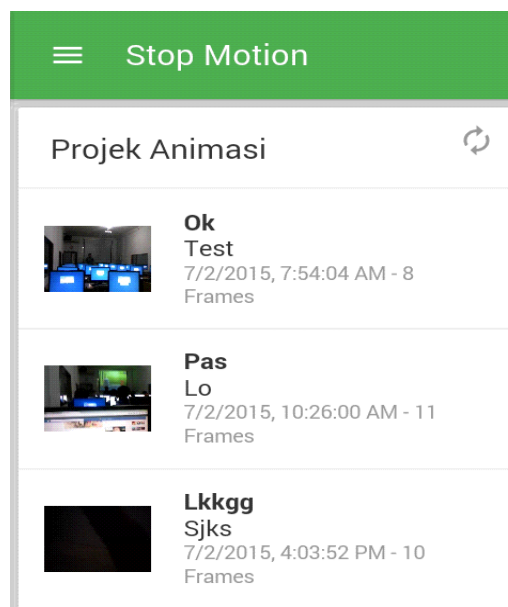 Stop Motion
Projek Animasi
Ok
Test
7/2/2015, 7:54:04 AM - 8
Frames
Pas
Lo
7/2/2015, 10:26:00 AM - 11
Frames
Lkkgg
Sjks
7/2/2015, 4:03:52 PM - 10
Frames